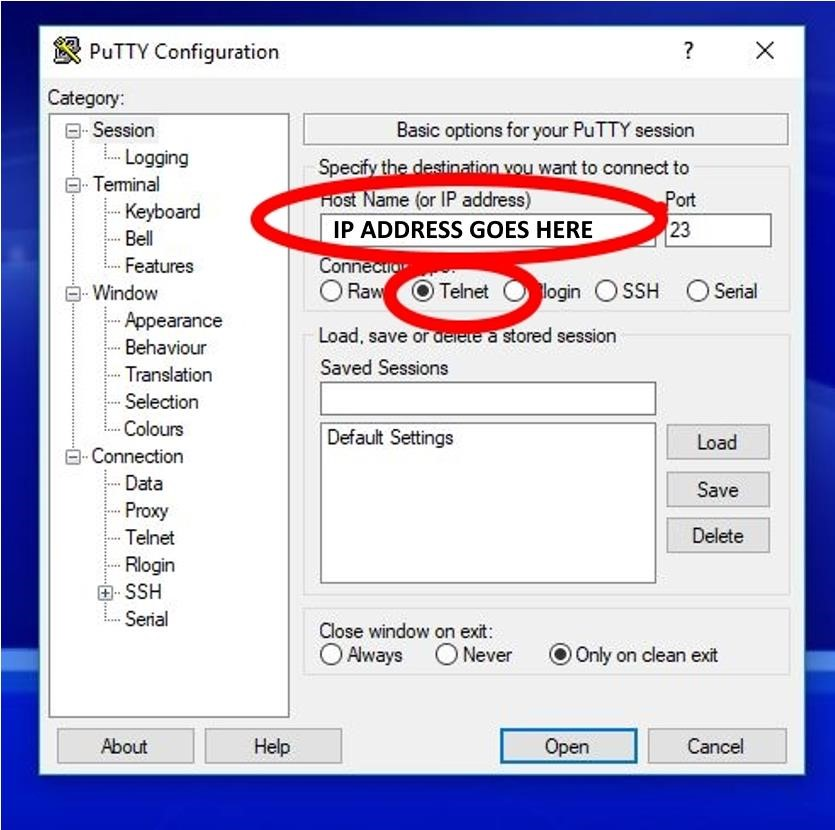 PuTTY Configuration
?
Category:
Session
Logging
Terminal
Keyboard
Bell
Features
Window
Appearance
Behaviour
Translation
Selection
Colours
Connection
Data
Proxy
Telnet
Rlogin
SSH
Serial
Basic options for your PuTTY session
Specify the destination you want to connect to
Host Name (or IP address) Port
IP ADDRESS GOES HERE 23
Connection type:
Raw Telnet Rlogin SSH Serial
Load, save or delete a stored session
Saved Sessions
Default Settings
Load
Save
Delete
Close window on exit:
Always Never Only on clean exit
About Help Open Cancel